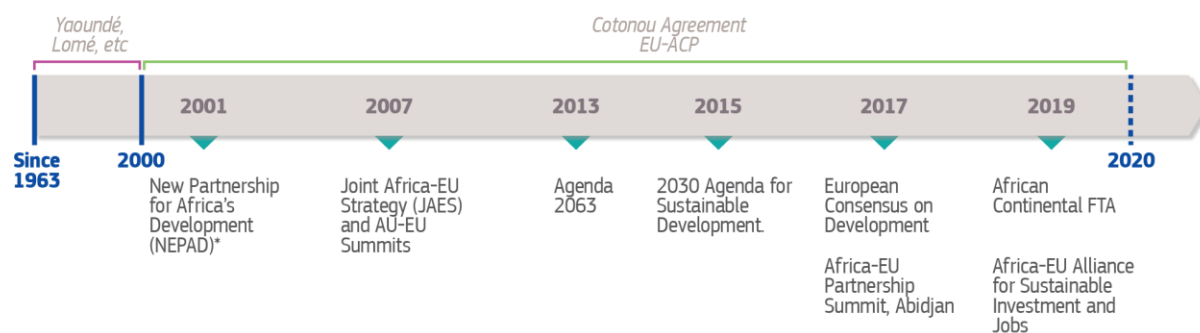 Yaoundé,
Lomé, etc
Cotonou Agreement
EU-ACP
2001
2007
2013
2015
2017
2019
Since
1963
2000
2020
New Partnership
for Africa's
Development
(NEPAD)*
Joint Africa-EU
Strategy (JAES)
and AU-EU
Summits
Agenda
2063
2030 Agenda for
Sustainable
Development.
European
Consensus on
Development
Africa-EU
Partnership
Summit, Abidjan
African
Continental FTA
Africa-EU Alliance
for Sustainable
Investment and
Jobs